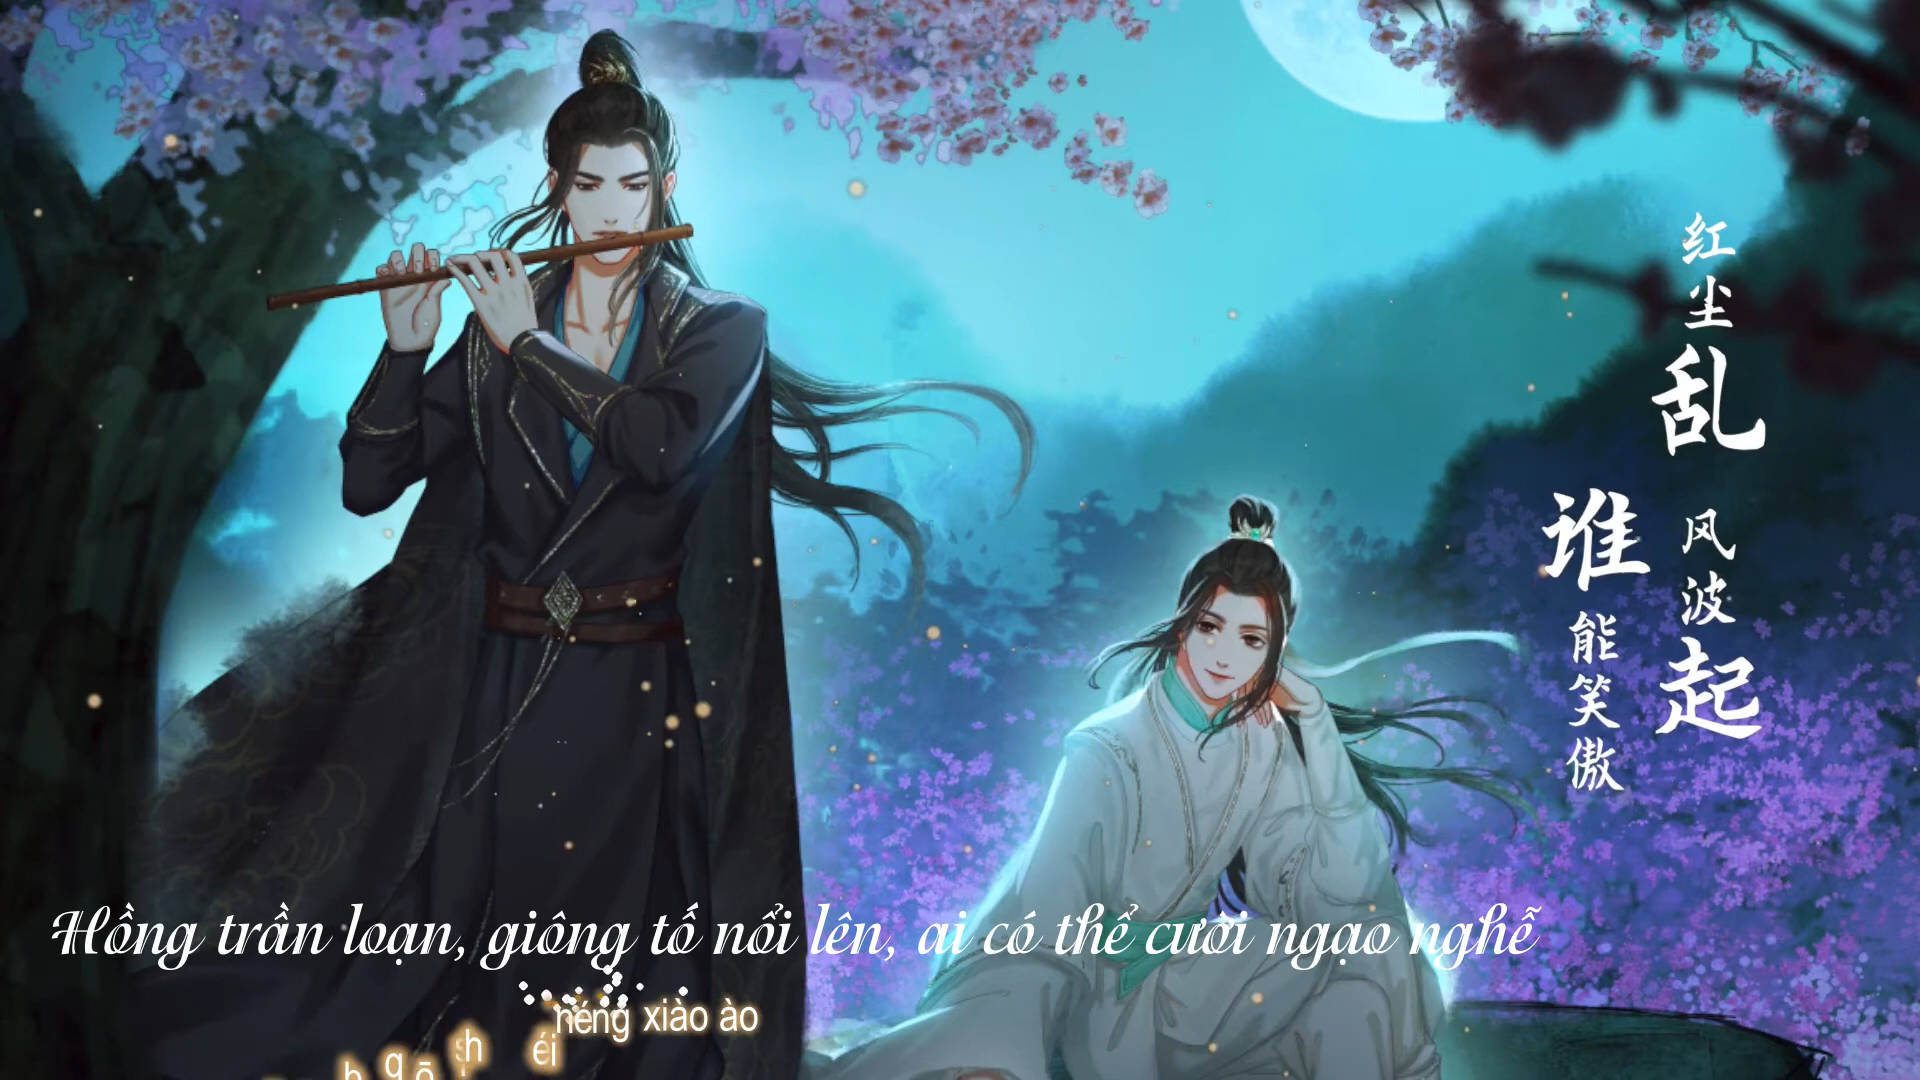 红尘乱
风波起
谁能笑傲
Hồng trần loạn, giông tố nổi lên, ai có thể cười ngạo nghễ
néng xiào ào